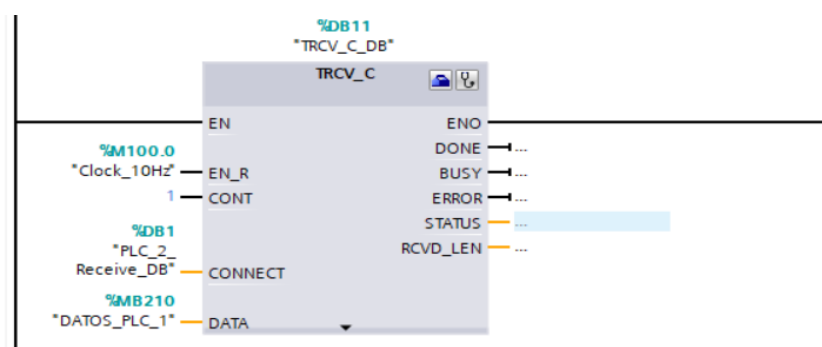 %DB11
"TRCV_C_DB"
TRCV_C
EN ENO
%M100.0 DONE ...
"Clock_10Hz" EN_R BUSY ...
1 CONT ERROR ...
%DB1 STATUS ...
"PLC_2_ RCVD_LEN ...
Receive_DB" CONNECT
%MB210
"DATOS_PLC_1" DATA